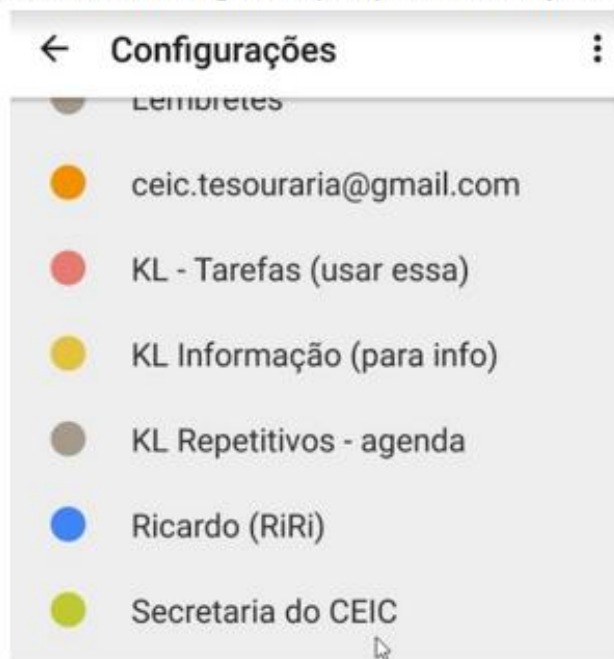 Configurações
Lembretes
ceic.tesouraria@gmail.com
KL - Tarefas (usar essa)
KL Informação (para info)
KL Repetitivos - agenda
Ricardo (RiRi)
Secretaria do CEIC